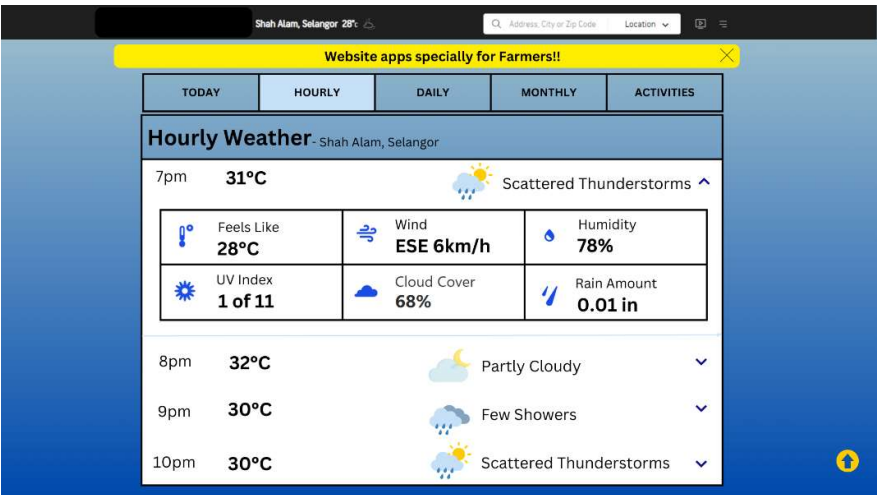 Shah Alam, Selangor 28°c
Address, City or Zip Code
Location
Website apps specially for Farmers!!
TODAY HOURLY DAILY MONTHLY ACTIVITIES
Hourly Weather- Shah Alam, Selangor
7pm 31°C Scattered Thunderstorms
Feels Like
28°C
Wind
ESE 6km/h
Humidity
78%
UV Index
1 of 11
Cloud Cover
68%
Rain Amount
0.01 in
8pm 32°C Partly Cloudy
9pm 30°C Few Showers
10pm 30°C Scattered Thunderstorms